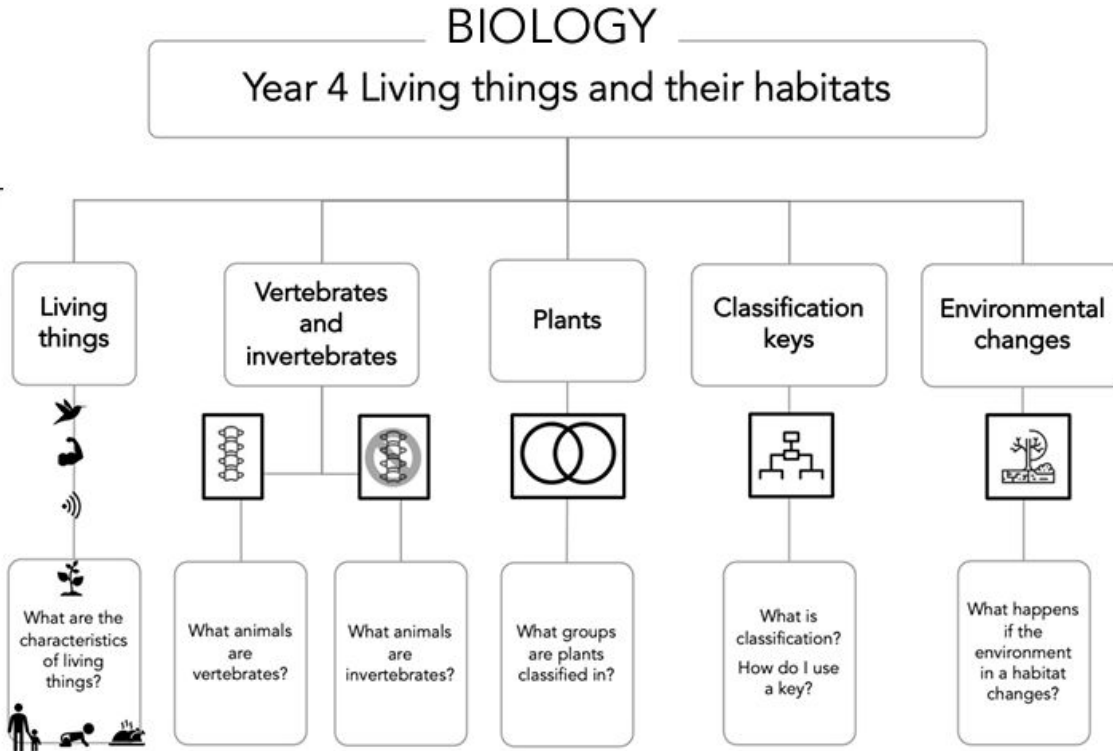 BIOLOGY
Year 4 Living things and their habitats
Living
things
Vertebrates
and
invertebrates
Plants
Classification
keys
Environmental
changes
What are the
characteristics
of living
things?
What animals
are
vertebrates?
What animals
are
invertebrates?
What groups
are plants
classified in?
What is
classification?
How do I use
a key?
What happens
if the
environment
in a habitat
changes?